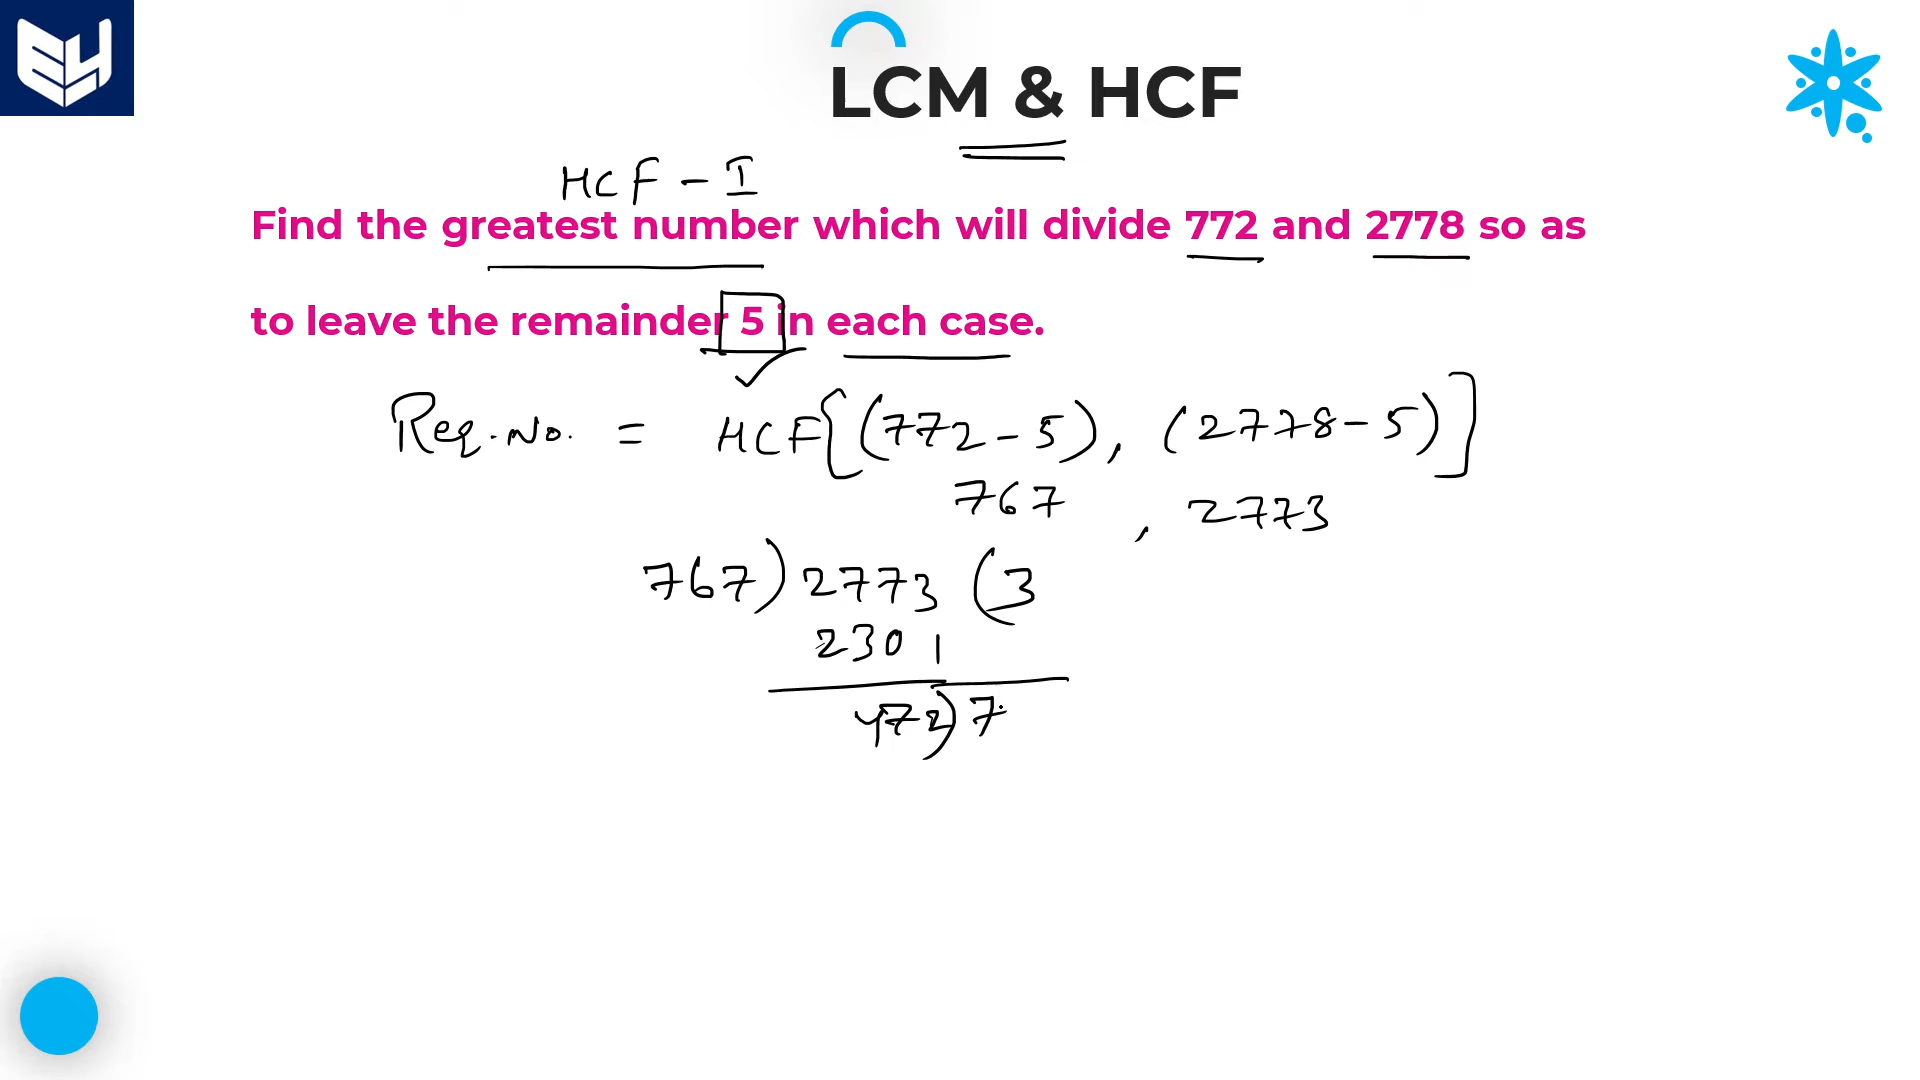 LCM & HCF
HCF - I
Find the greatest number which will divide 772 and 2778 so as
to leave the remainder 5 in each case.
Req. No. = HCF{(772-5), (2778-5)]
767 , 2773
767) 2773 (3
2301
472) 7